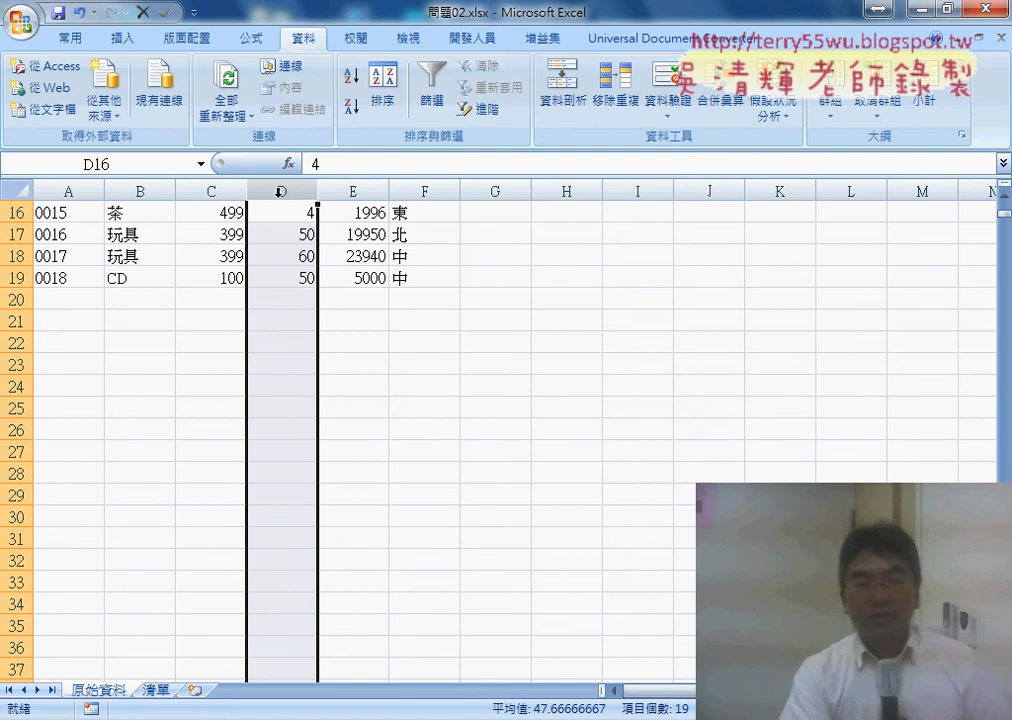 問題02.xlsx - Microsoft Excel
常用 插入 版面配置 公式 資料 校閱 檢視 開發人員 增益集 Universal Document Converter
http://terry55wu.blogspot.tw
吳清輝老師錄製
從 Access
從 Web
從文字檔
從其他來源
現有連線
取得外部資料
全部重新整理
連線
內容
編輯連結
連線
排序
篩選
清除
重新套用
進階
排序與篩選
資料剖析 移除重複 資料驗證 合併彙算 假設狀況分析
資料工具
群組 取消群組 小計
大綱
D16 fx 4
A B C D E F G H I J K L M N
16 0015 茶 499 4 1996 東
17 0016 玩具 399 50 19950 北
18 0017 玩具 399 60 23940 中
19 0018 CD 100 50 5000 中
20
21
22
23
24
25
26
27
28
29
30
31
32
33
34
35
36
37
原始資料 清單
就緒 平均值: 47.66666667 項目個數: 19